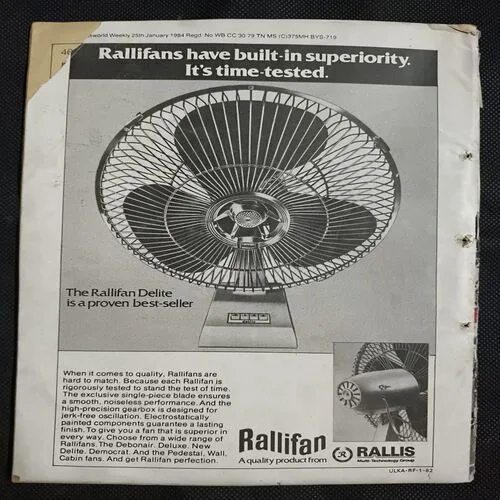 world Weekly 25th January 1984 Regd: No WB CC 30 79 TN MS (C)375MH BYS-719
46
Rallifans have built-in superiority.
It's time-tested.
The Rallifan Delite
is a proven best-seller
When it comes to quality, Rallifans are
hard to match. Because each Rallifan is
rigorously tested to stand the test of time.
The exclusive single-piece blade ensures
a smooth, noiseless performance. And the
high-precision gearbox is designed for
jerk-free oscillation. Electrostatically
painted components guarantee a lasting
finish. To give you a fan that is superior in
every way. Choose from a wide range of
Rallifans. The Debonair, Deluxe, New
Delite, Democrat. And the Pedestal, Wall,
Cabin fans. And get Rallifan perfection.
Rallifan
A quality product from
R RALLIS
Multi-Technology Group
ULKA-RF-1-82